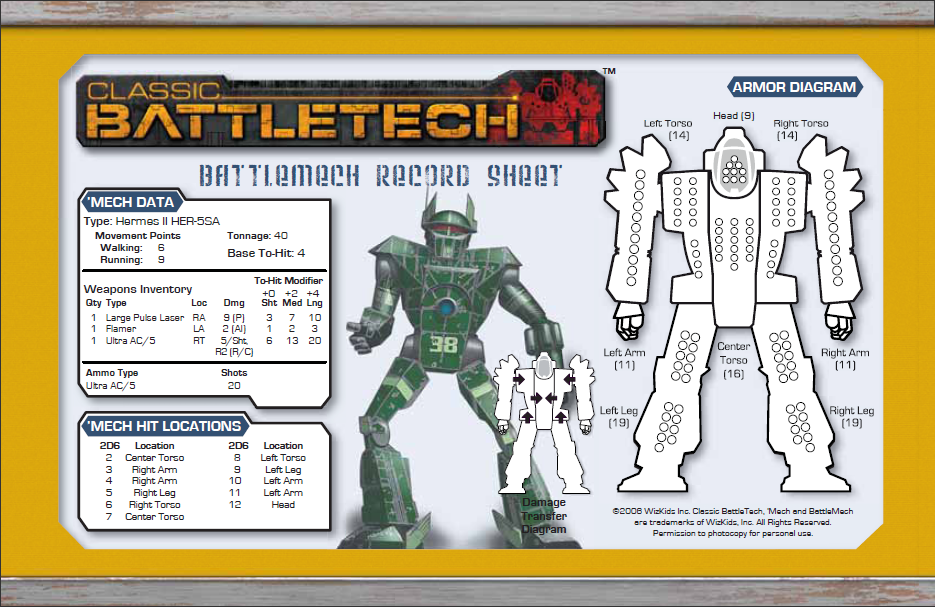 CLASSIC
BATTLETECH
TM
BATTLEMECH RECORD SHEET
'MECH DATA
Type: Hermes II HER-5SA
Movement Points Tonnage: 40
Walking: 6
Running: 9 Base To-Hit: 4
To-Hit Modifier
Weapons Inventory +0 +2 +4
Qty Type Loc Dmg Sht Med Lng
1 Large Pulse Laser RA 9 (P) 3 7 10
1 Flamer LA 2 (AI) 1 2 3
1 Ultra AC/5 RT 5/Sht, 6 13 20
R2 (R/C)
Ammo Type Shots
Ultra AC/5 20
'MECH HIT LOCATIONS
2D6 Location 2D6 Location
2 Center Torso 8 Left Torso
3 Right Arm 9 Left Leg
4 Right Arm 10 Left Arm
5 Right Leg 11 Left Arm
6 Right Torso 12 Head
7 Center Torso
38
Damage
Transfer
Diagram
ARMOR DIAGRAM
Head (9)
Left Torso Right Torso
(14) (14)
Left Arm Center Right Arm
(11) Torso (11)
(16)
Left Leg Right Leg
(19) (19)
©2006 WizKids Inc. Classic BattleTech, 'Mech and BattleMech
are trademarks of WizKids, Inc. All Rights Reserved.
Permission to photocopy for personal use.